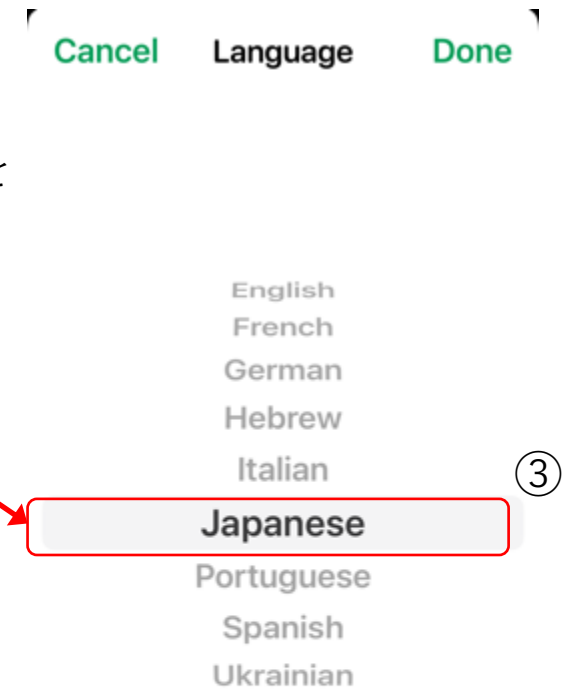 Cancel Language Done
English
French
German
Hebrew
Italian
③
Japanese
Portuguese
Spanish
Ukrainian